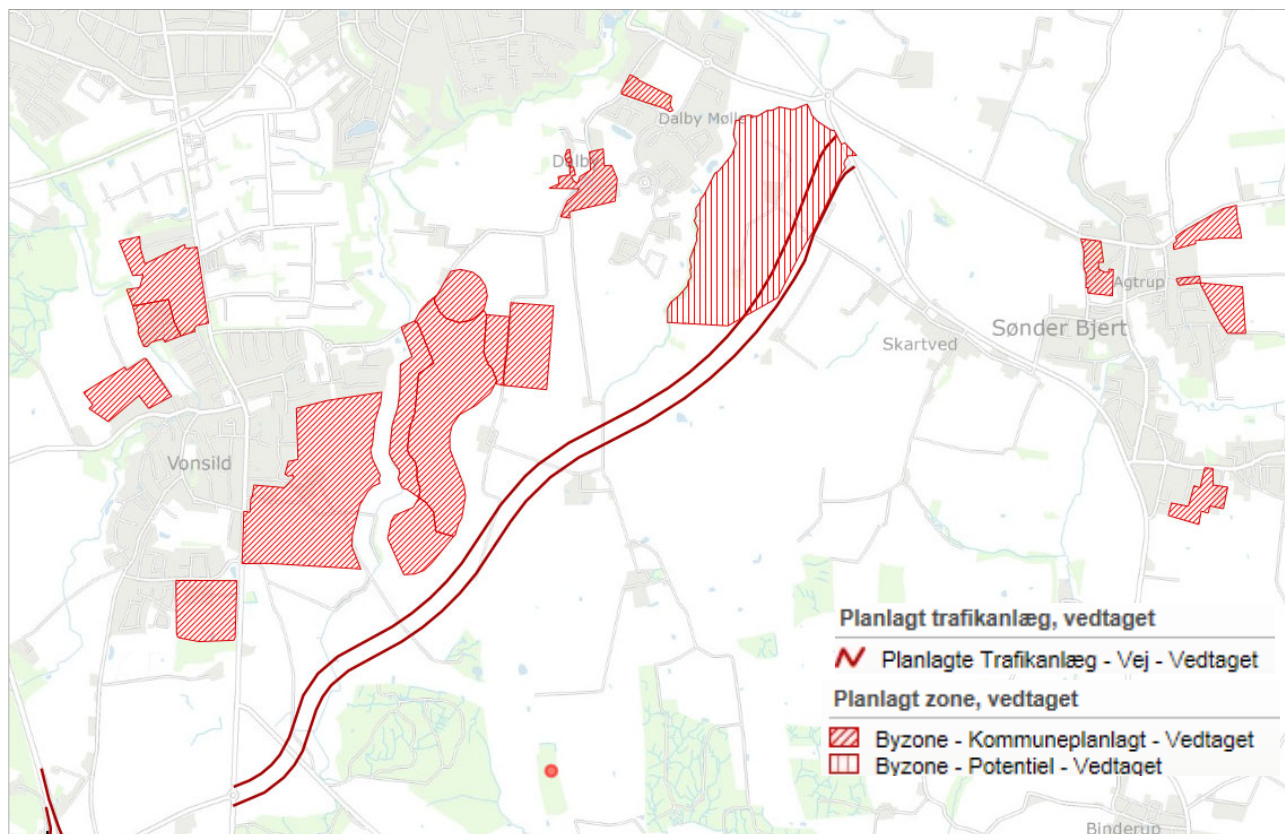 Dalby Mølle
Dalby
Agtrup
Sønder Bjert
Skartved
Vonsild
Planlagt trafikanlæg, vedtaget
Planlagte Trafikanlæg - Vej - Vedtaget
Planlagt zone, vedtaget
Byzone - Kommuneplanlagt - Vedtaget
Byzone - Potentiel - Vedtaget
Binderup